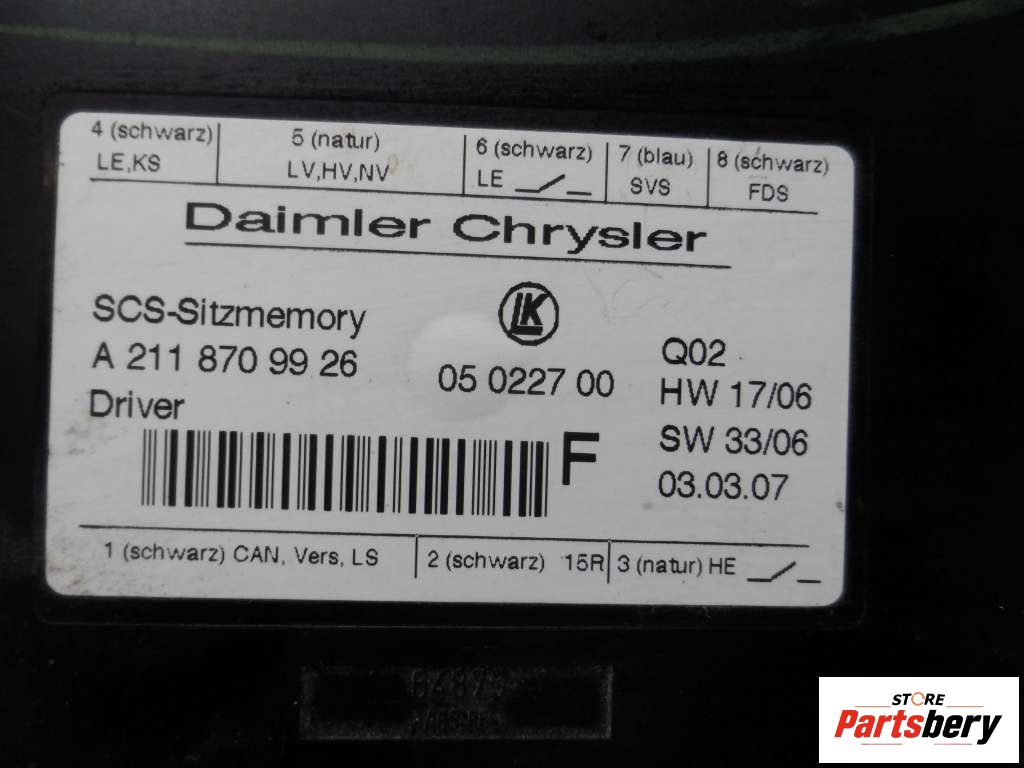 4 (schwarz) 5 (natur) 6 (schwarz) 7 (blau) 8 (schwarz)
LE,KS LV,HV,NV LE SVS FDS
Daimler Chrysler
SCS-Sitzmemory LK Q02
A 211 870 99 26 05 0227 00 HW 17/06
Driver SW 33/06
F 03.03.07
1 (schwarz) CAN, Vers, LS 2 (schwarz) 15R 3 (natur) HE
STORE
Partsbery